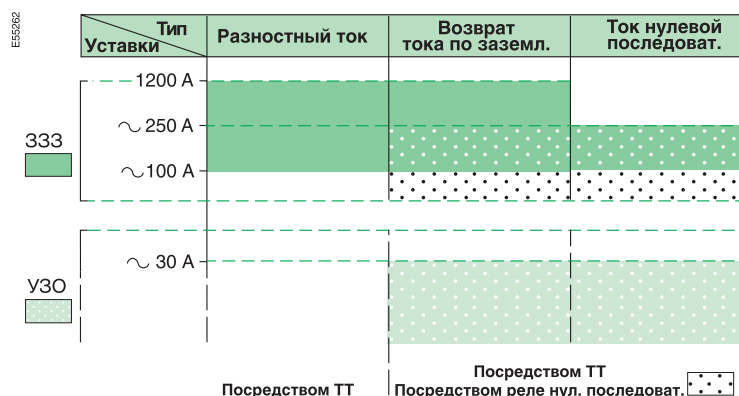 E55262
Тип
Уставки
Разностный ток
Возврат
тока по заземл.
Ток нулевой
последоват.
1200 А
~ 250 А
ЗЗЗ
~ 100 А
~ 30 А
УЗО
Посредством ТТ
Посредством ТТ
Посредством реле нул. последоват.